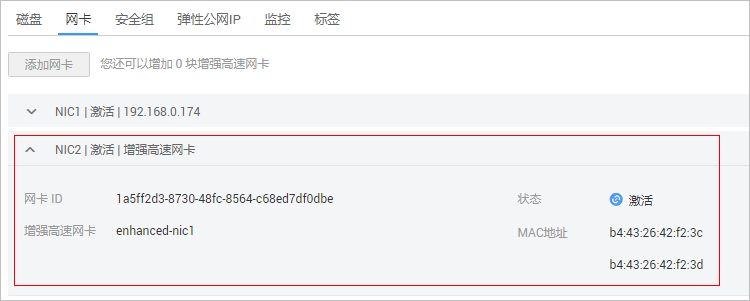 磁盘 网卡 安全组 弹性公网IP 监控 标签
添加网卡 您还可以增加 0 块增强高速网卡
NIC1 | 激活 | 192.168.0.174
NIC2 | 激活 | 增强高速网卡
网卡 ID 1a5ff2d3-8730-48fc-8564-c68ed7df0dbe 状态 激活
增强高速网卡 enhanced-nic1 MAC地址 b4:43:26:42:f2:3c
b4:43:26:42:f2:3d